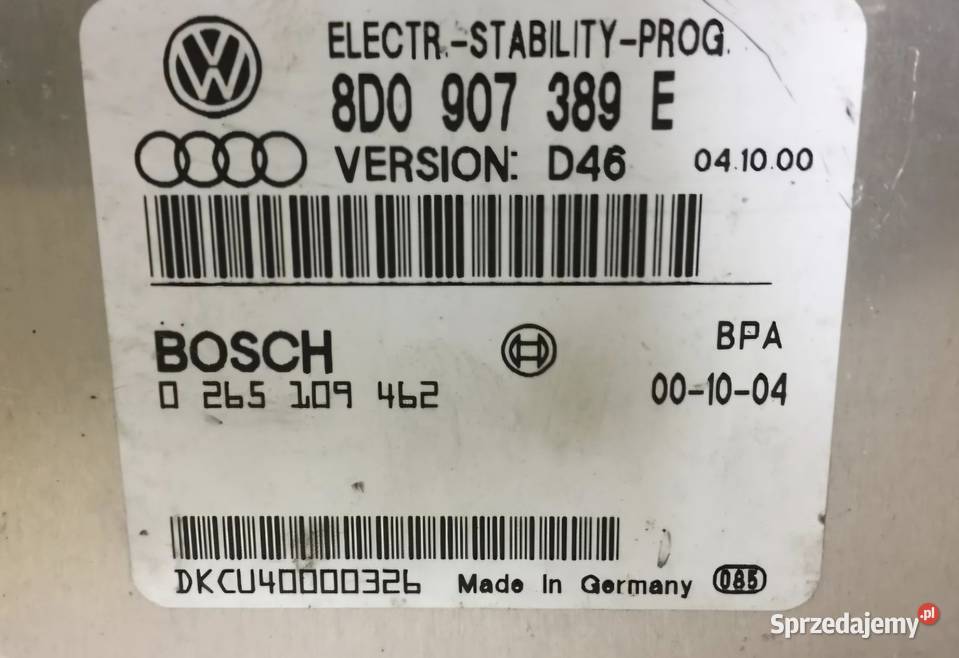 ELECTR.-STABILITY-PROG.
8D0 907 389 E
VERSION: D46 04.10.00
BOSCH BPA
0 265 109 462 00-10-04
DKCU40000326 Made In Germany 085
Sprzedajemy.pl